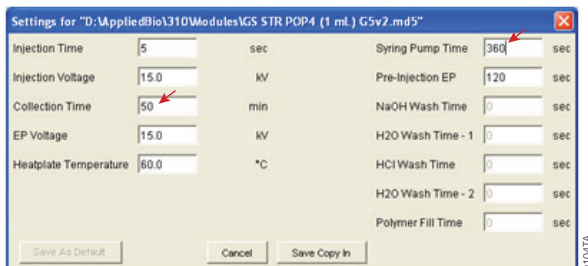 Settings for "D:\AppliedBio\310\Modules\GS STR POP4 (1 mL) G5v2.md5"
Injection Time 5 sec Syring Pump Time 360 sec
Injection Voltage 15.0 kV Pre-Injection EP 120 sec
Collection Time 50 min NaOH Wash Time 0 sec
EP Voltage 15.0 kV H2O Wash Time - 1 0 sec
Heatplate Temperature 60.0 °C HCl Wash Time 0 sec
H2O Wash Time - 2 0 sec
Polymer Fill Time 0 sec
Save As Default Cancel Save Copy In